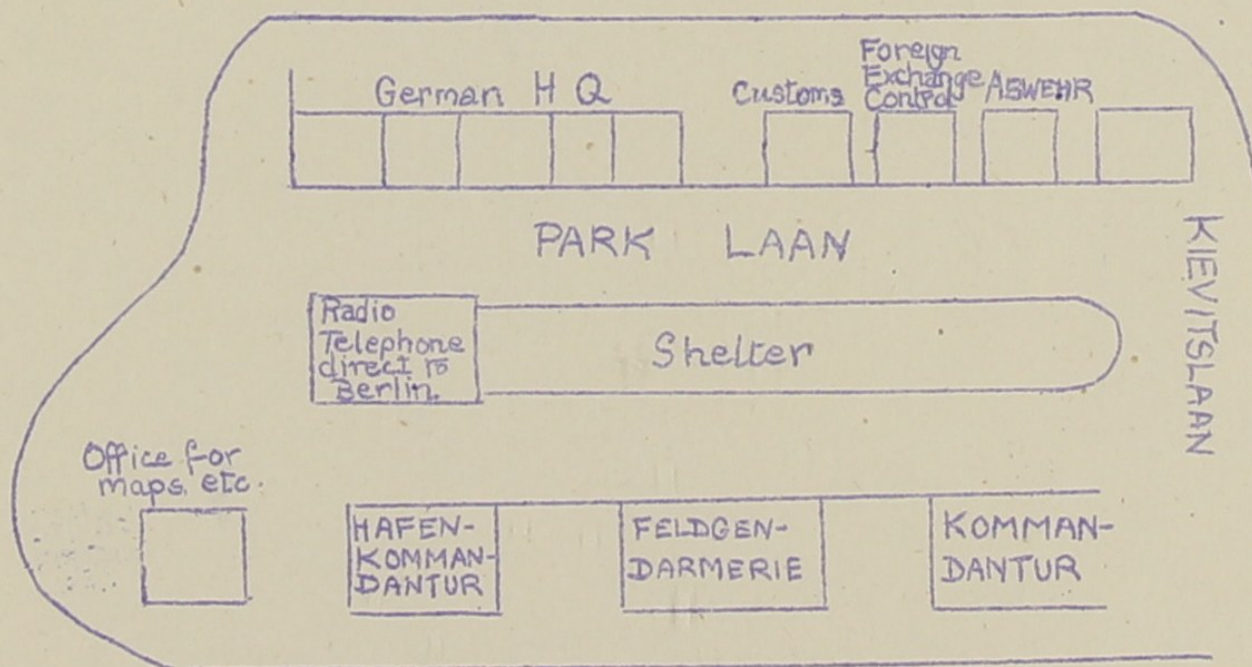 German H Q
Customs
Foreign
Exchange
Control
ABWEHR
PARK LAAN
KIEVITSLAAN
Radio
Telephone
direct to
Berlin.
Shelter
Office for
maps, etc.
HAFEN-
KOMMAN-
DANTUR
FELDGEN-
DARMERIE
KOMMAN-
DANTUR